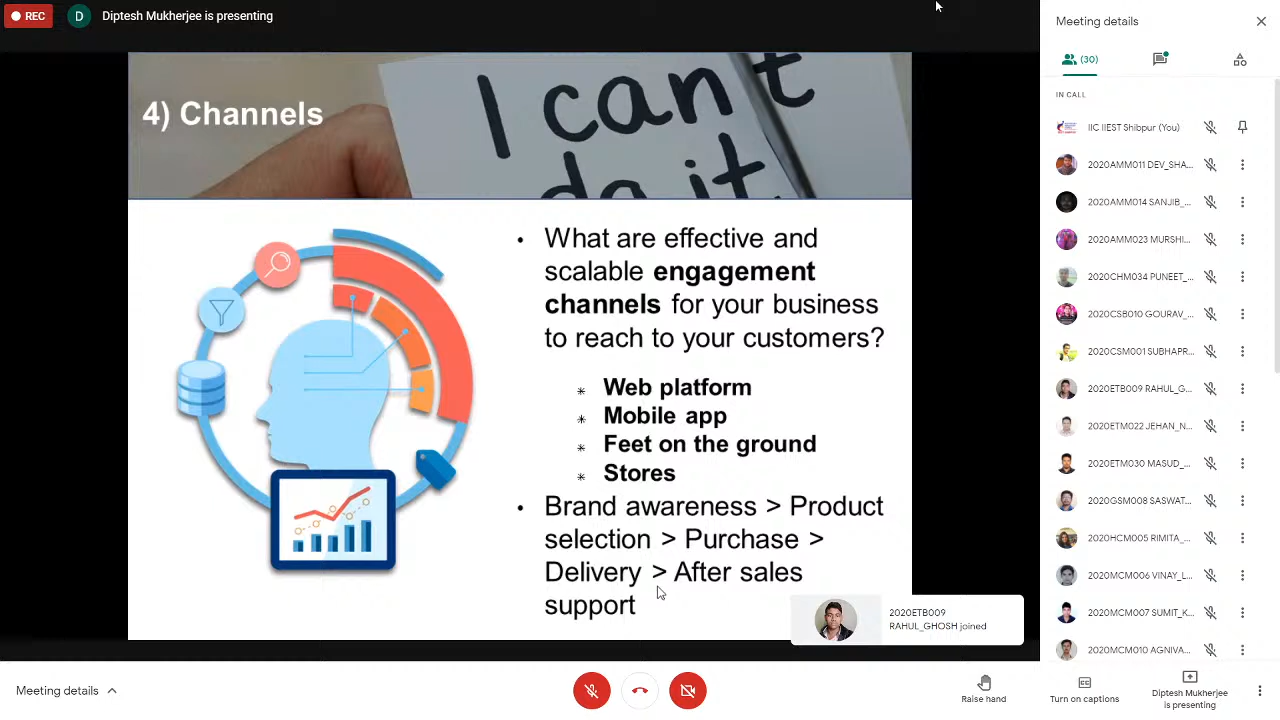 REC
D
Diptesh Mukherjee is presenting
4) Channels
I can't
do it.
• What are effective and
scalable engagement
channels for your business
to reach to your customers?
Web platform
Mobile app
Feet on the ground
Stores
• Brand awareness > Product
selection > Purchase >
Delivery > After sales
support
2020ETB009
RAHUL_GHOSH joined
Meeting details
(30)
IN CALL
IIC IIEST Shibpur (You)
2020AMM011 DEV_SHA...
2020AMM014 SANJIB_...
2020AMM023 MURSHI...
2020CHM034 PUNEET_...
2020CSB010 GOURAV_...
2020CSM001 SUBHAPR...
2020ETB009 RAHUL_G...
2020ETM022 JEHAN_N...
2020ETM030 MASUD_...
2020GSM008 SASWAT...
2020HCM005 RIMITA_...
2020MCM006 VINAY_L...
2020MCM007 SUMIT_K...
2020MCM010 AGNIVA...
Meeting details
Raise hand
Turn on captions
Diptesh Mukherjee
is presenting